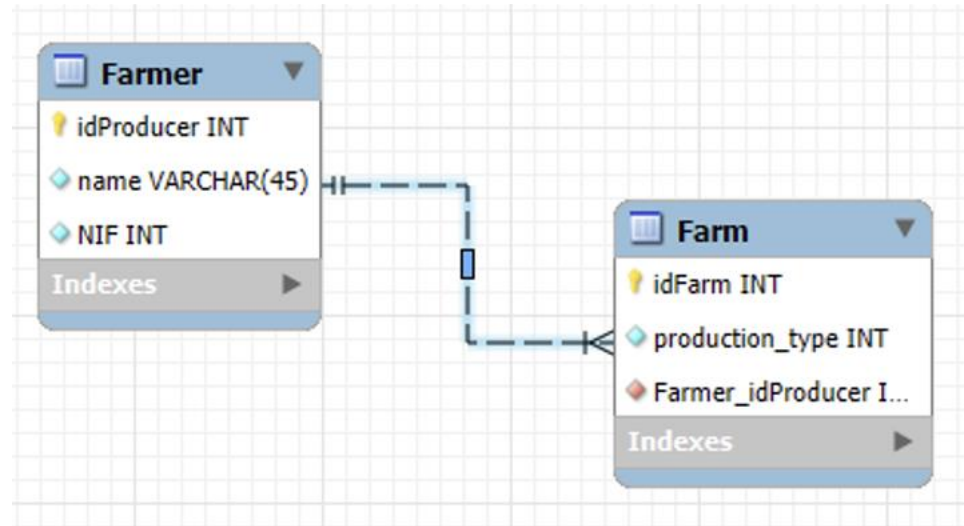 Farmer
idProducer INT
name VARCHAR(45)
NIF INT
Indexes
Farm
idFarm INT
production_type INT
Farmer_idProducer I...
Indexes